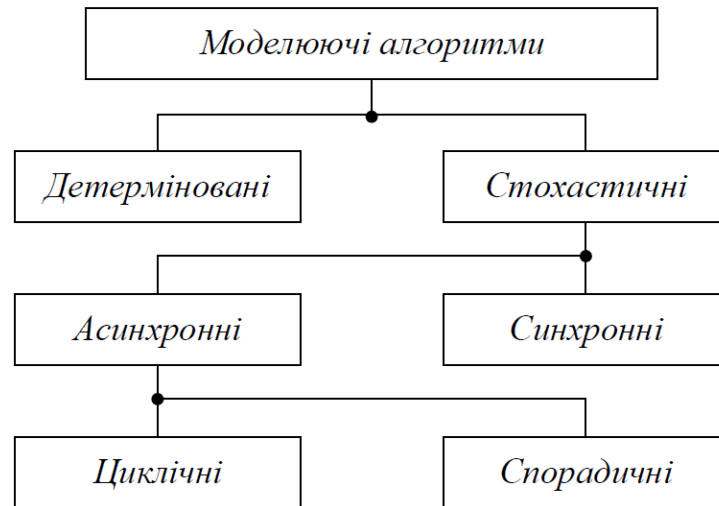 Моделюючі алгоритми
Детерміновані
Стохастичні
Асинхронні
Синхронні
Циклічні
Спорадичні